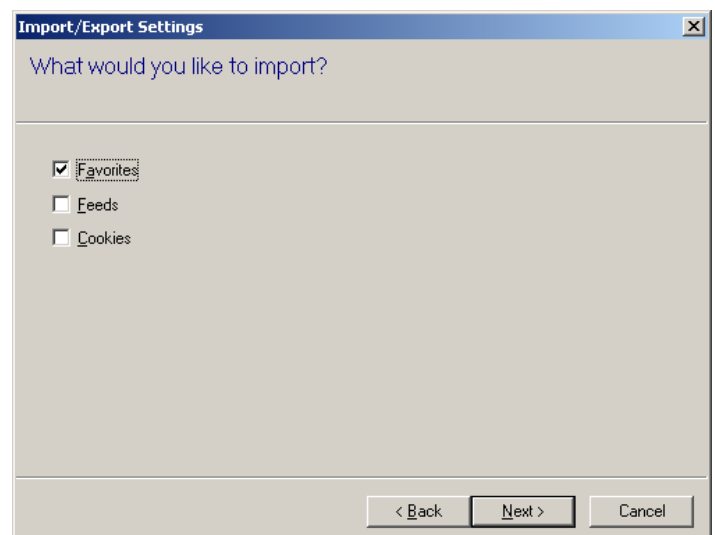 Import/Export Settings
What would you like to import?
Favorites
Feeds
Cookies
< Back Next > Cancel